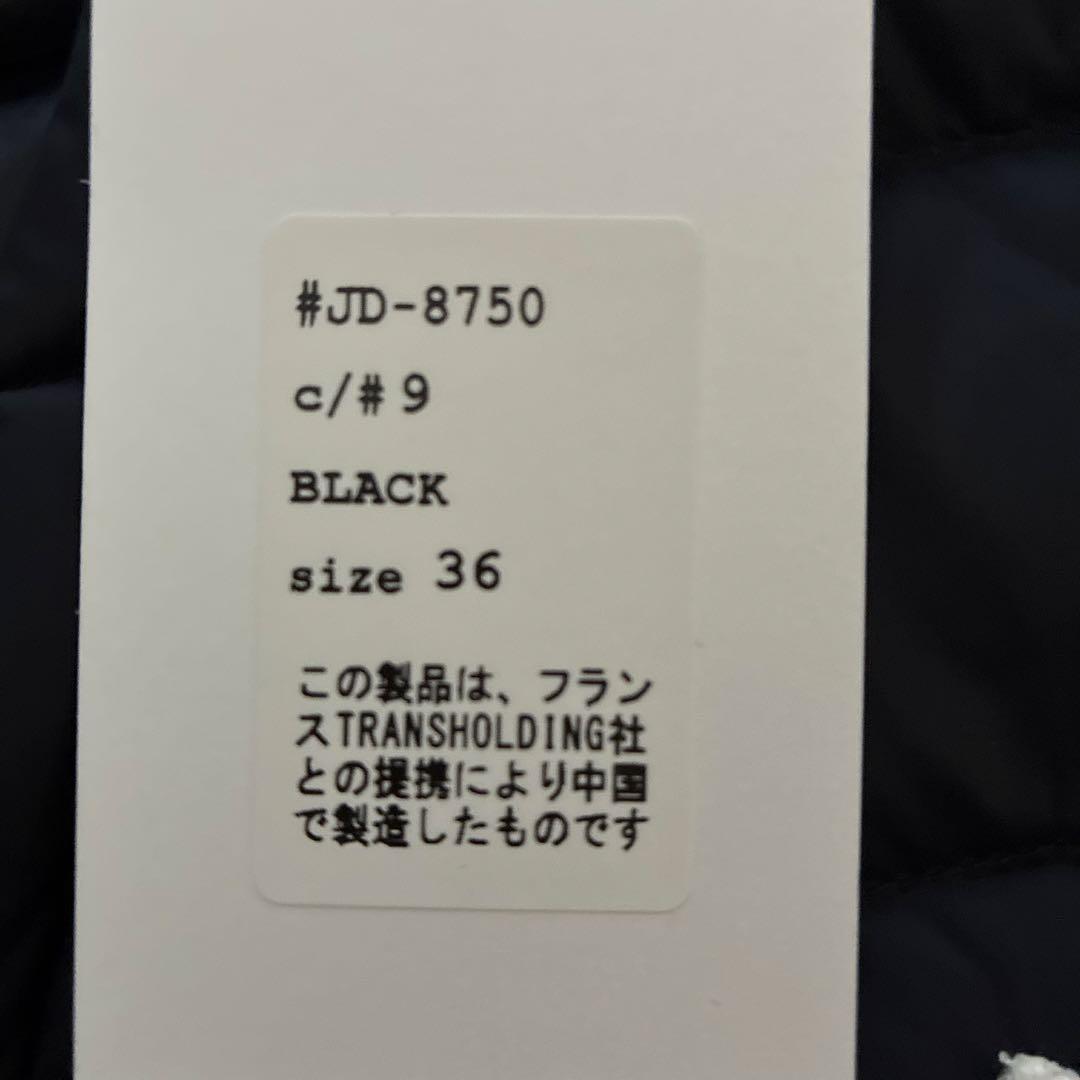 #JD-8750
c/# 9
BLACK
size 36
この製品は、フラン
スTRANSHOLDING社
との提携により中国
で製造したものです